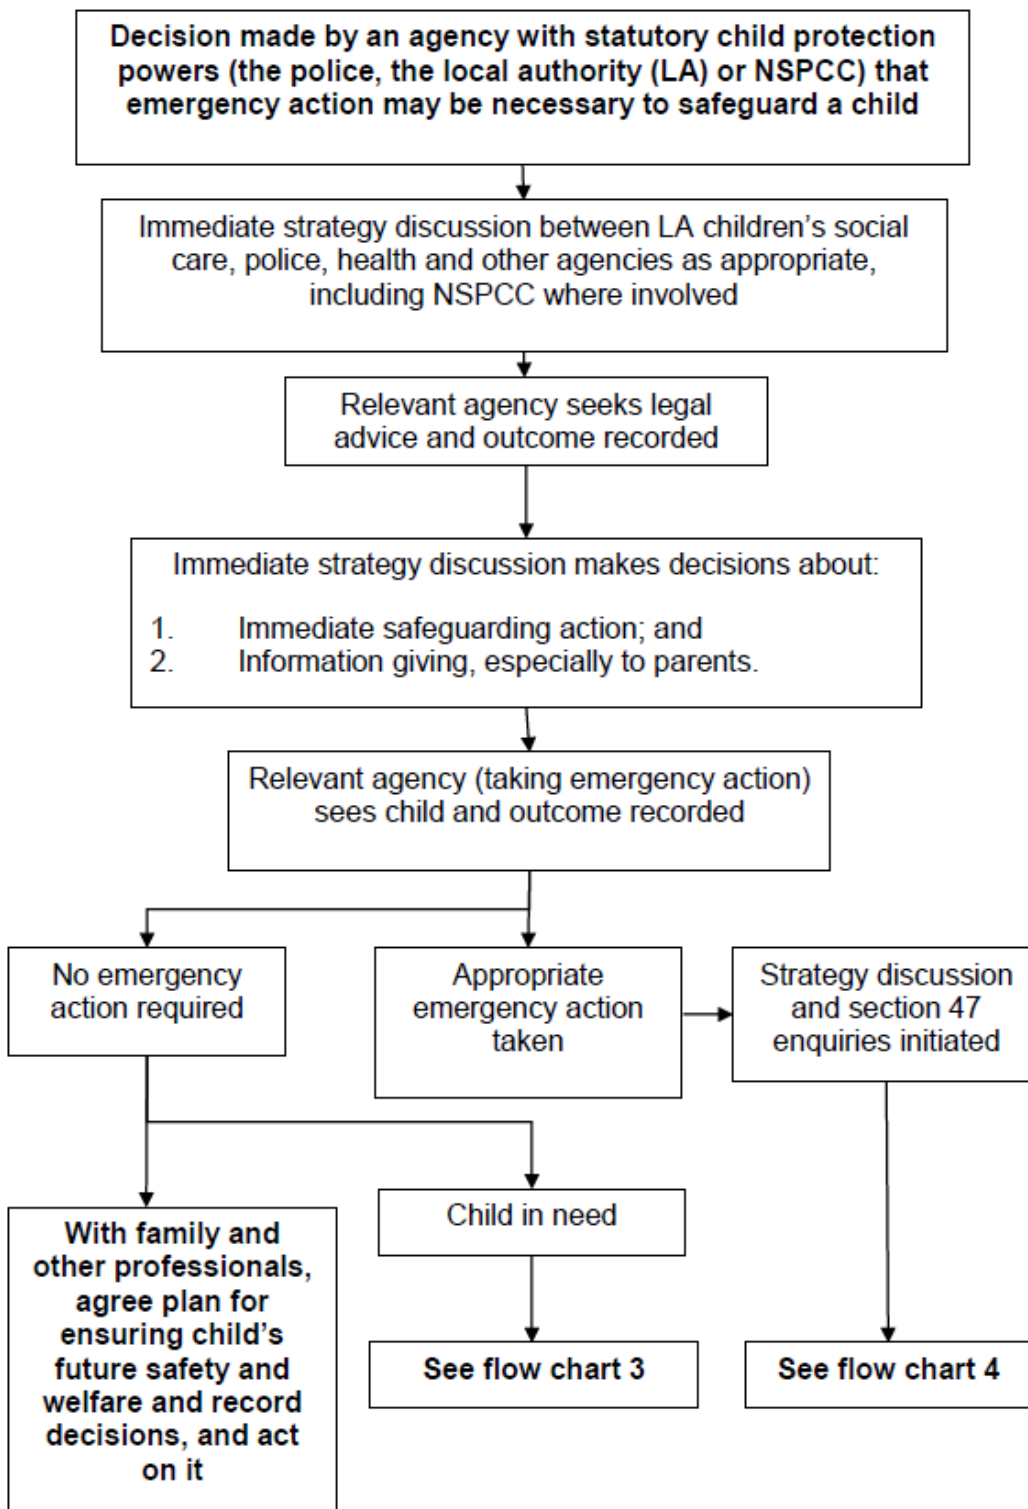 Decision made by an agency with statutory child protection
powers (the police, the local authority (LA) or NSPCC) that
emergency action may be necessary to safeguard a child
Immediate strategy discussion between LA children's social
care, police, health and other agencies as appropriate,
including NSPCC where involved
Relevant agency seeks legal
advice and outcome recorded
Immediate strategy discussion makes decisions about:
1. Immediate safeguarding action; and
2. Information giving, especially to parents.
Relevant agency (taking emergency action)
sees child and outcome recorded
No emergency
action required
Appropriate
emergency action
taken
Strategy discussion
and section 47
enquiries initiated
With family and
other professionals,
agree plan for
ensuring child's
future safety and
welfare and record
decisions, and act
on it
Child in need
See flow chart 3
See flow chart 4